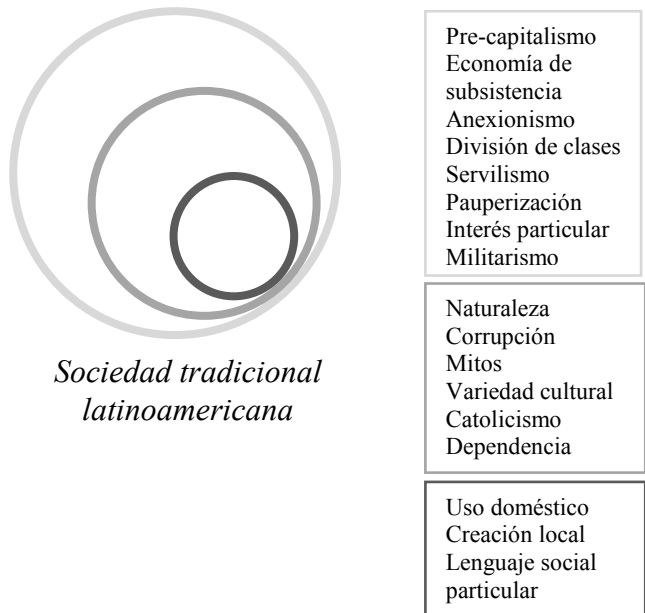 Sociedad tradicional
latinoamericana
Pre-capitalismo
Economía de
subsistencia
Anexionismo
División de clases
Servilismo
Pauperización
Interés particular
Militarismo
Naturaleza
Corrupción
Mitos
Variedad cultural
Catolicismo
Dependencia
Uso doméstico
Creación local
Lenguaje social
particular